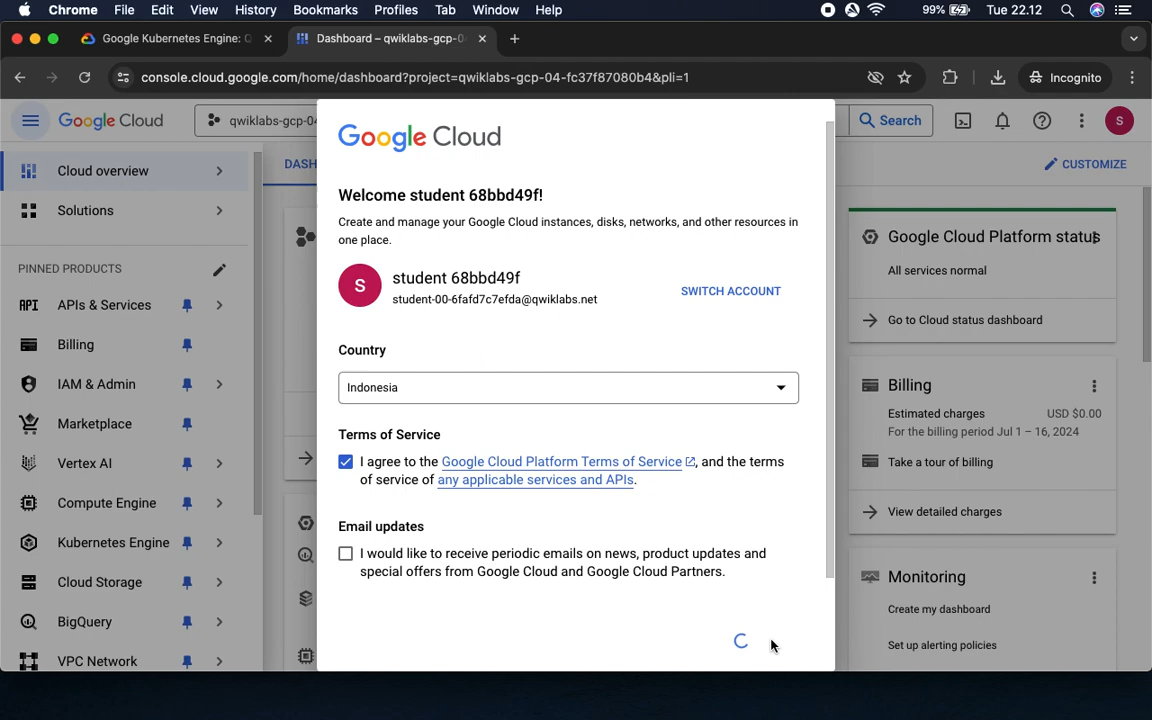 Chrome File Edit View History Bookmarks Profiles Tab Window Help 99% Tue 22.12
Google Kubernetes Engine: Q Dashboard – qwiklabs-gcp-0
console.cloud.google.com/home/dashboard?project=qwiklabs-gcp-04-fc37f87080b4&pli=1 Incognito
Google Cloud qwiklabs-gcp-04 Search S
Cloud overview
Solutions
PINNED PRODUCTS
APIs & Services
Billing
IAM & Admin
Marketplace
Vertex AI
Compute Engine
Kubernetes Engine
Cloud Storage
BigQuery
VPC Network
DASH
CUSTOMIZE
Google Cloud
Welcome student 68bbd49f!
Create and manage your Google Cloud instances, disks, networks, and other resources in
one place.
S
student 68bbd49f
student-00-6fafd7c7efda@qwiklabs.net
SWITCH ACCOUNT
Country
Indonesia
Terms of Service
I agree to the Google Cloud Platform Terms of Service, and the terms
of service of any applicable services and APIs.
Email updates
I would like to receive periodic emails on news, product updates and
special offers from Google Cloud and Google Cloud Partners.
Google Cloud Platform status
All services normal
Go to Cloud status dashboard
Billing
Estimated charges USD $0.00
For the billing period Jul 1 – 16, 2024
Take a tour of billing
View detailed charges
Monitoring
Create my dashboard
Set up alerting policies